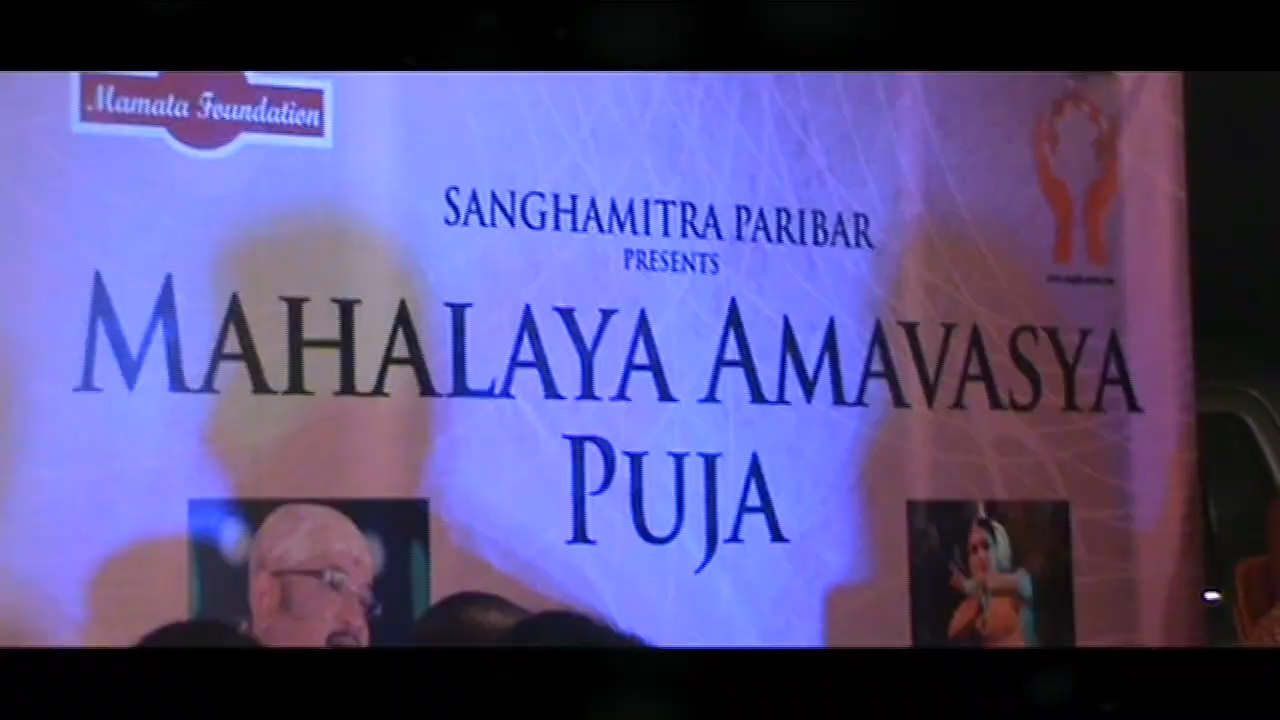 Mamata Foundation
SANGHAMITRA PARIBAR
PRESENTS
MAHALAYA AMAVASYA
PUJA